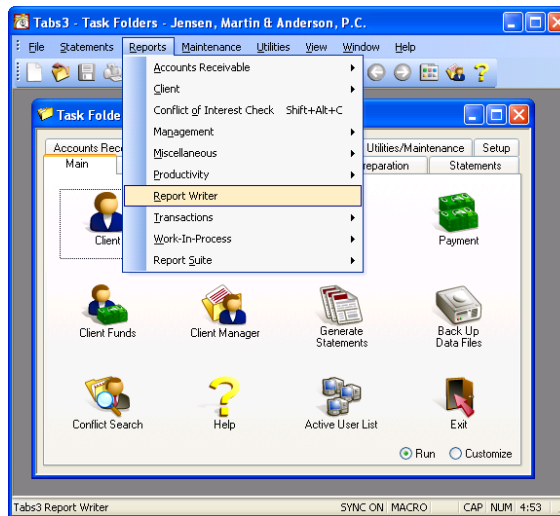 Tabs3 - Task Folders - Jensen, Martin & Anderson, P.C.
File Statements Reports Maintenance Utilities View Window Help
Accounts Receivable
Client
Conflict of Interest Check Shift+Alt+C
Management
Miscellaneous
Productivity
Report Writer
Transactions
Work-In-Process
Report Suite
Task Folde
Accounts Rec Utilities/Maintenance Setup
Main reparation Statements
Client Payment
Client Funds Client Manager Generate Statements Back Up Data Files
Conflict Search Help Active User List Exit
Run Customize
Tabs3 Report Writer SYNC ON MACRO CAP NUM 4:53